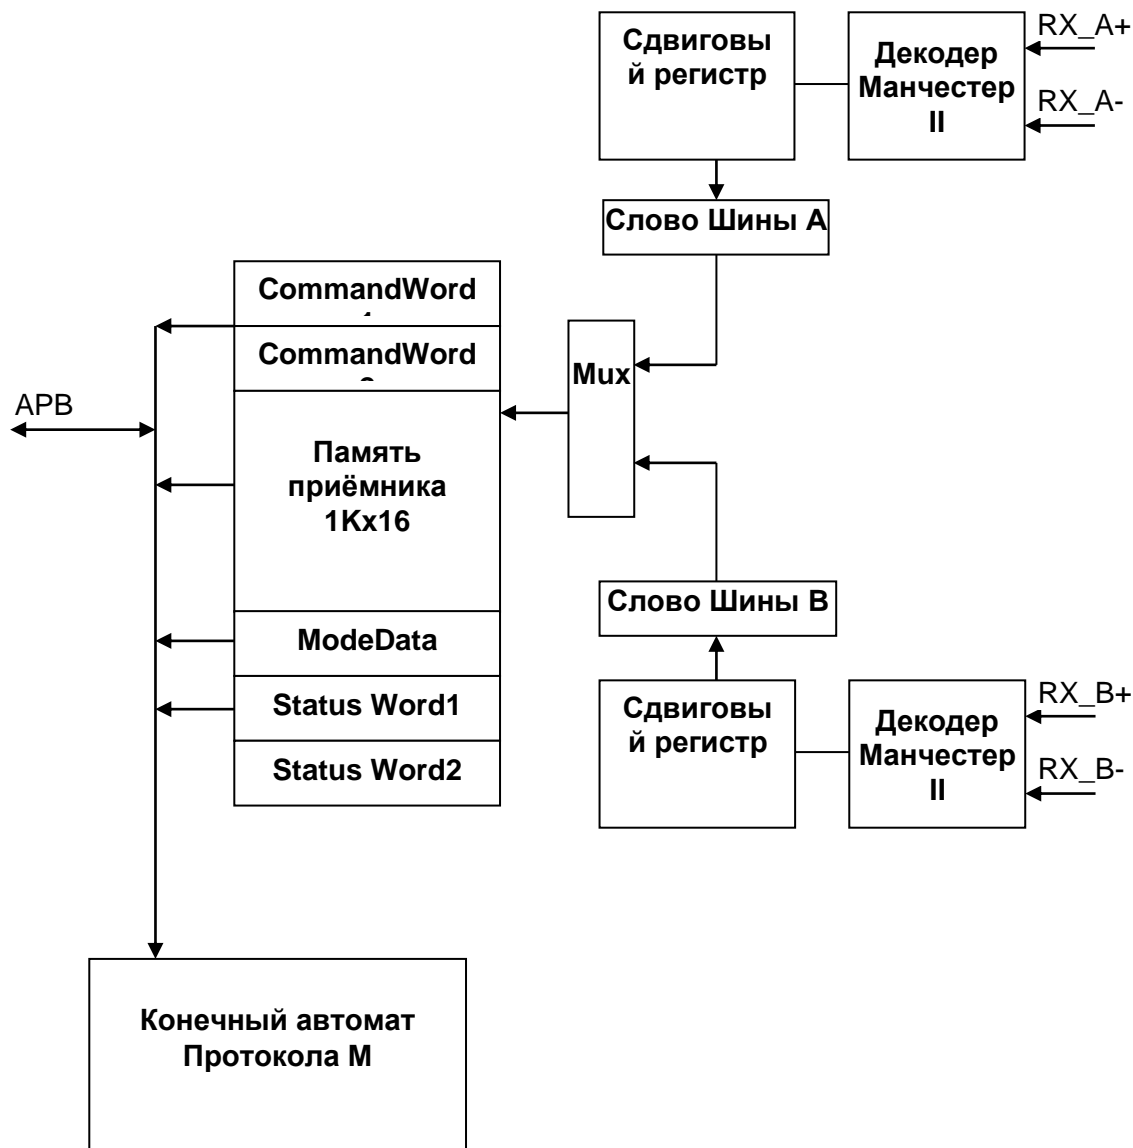 Сдвиговы
й регистр
Декодер
Манчестер
II
RX_A+
RX_A-
Слово Шины А
CommandWord
CommandWord
Mux
APB
Память
приёмника
1Kx16
Слово Шины В
ModeData
Status Word1
Status Word2
Сдвиговы
й регистр
Декодер
Манчестер
II
RX_B+
RX_B-
Конечный автомат
Протокола М